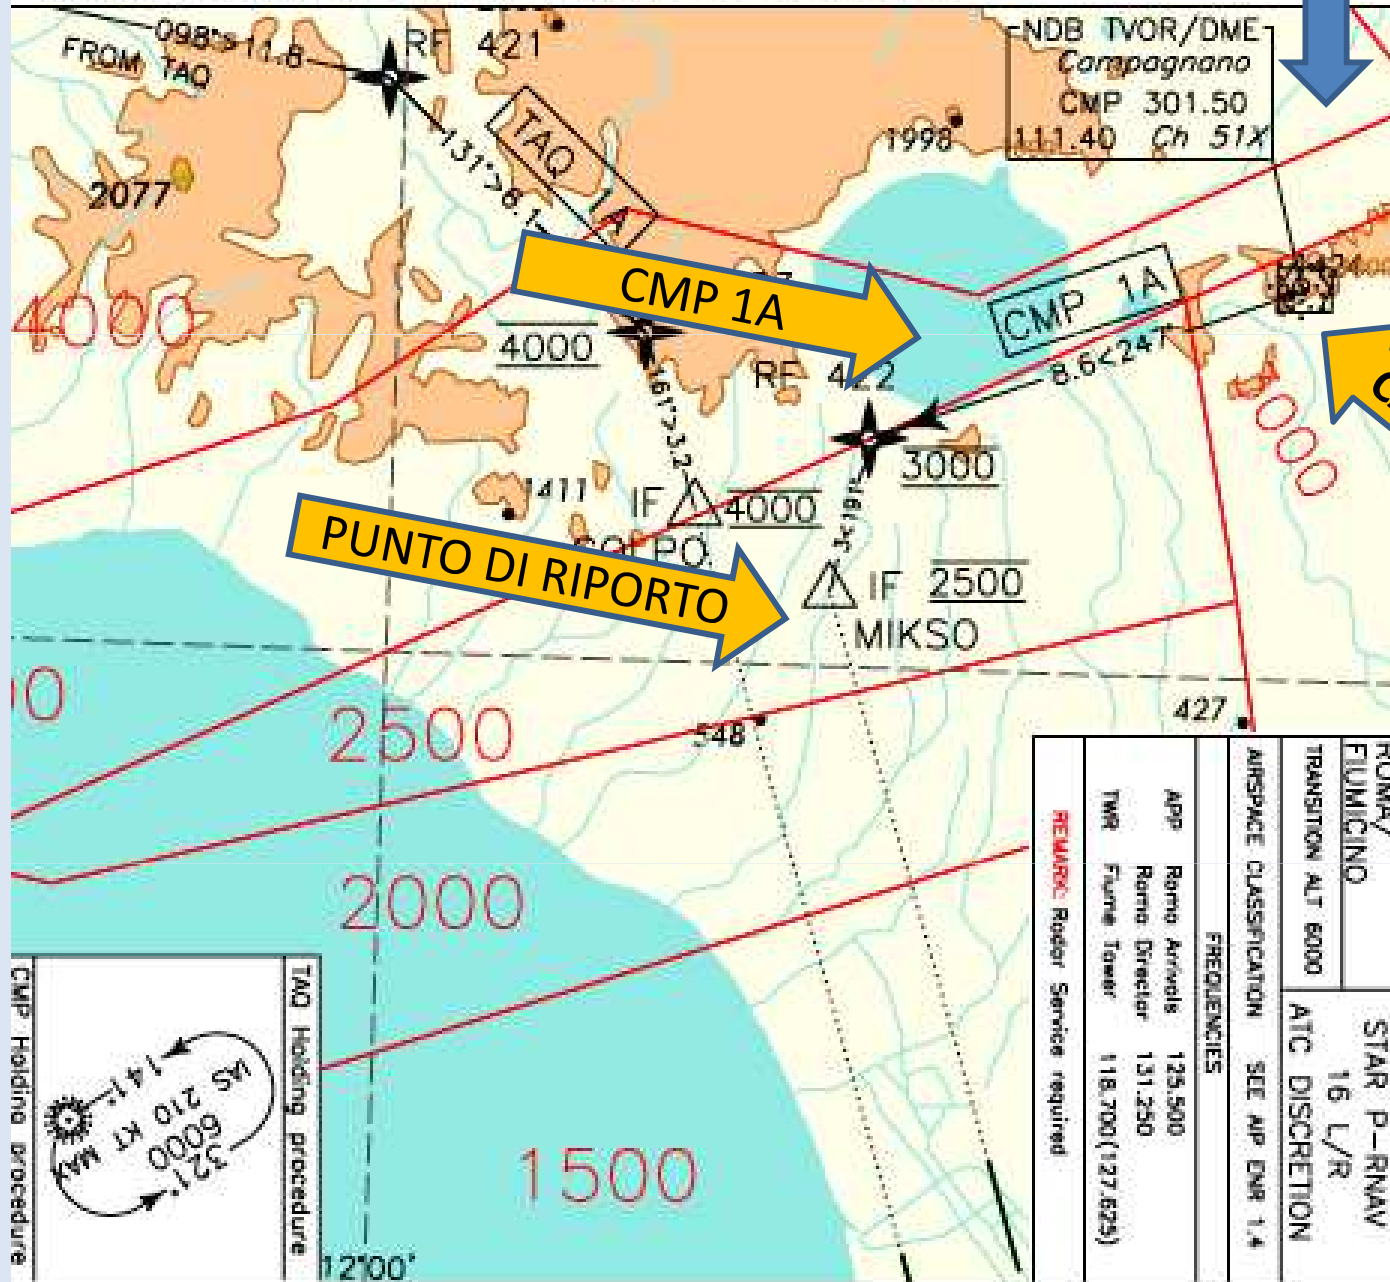 098°>11.8
FROM TAQ
RF 421
NDB TVOR/DME
Campagnano
CMP 301.50
111.40 Ch 51X
1998
2077
131°>8.1
TAQ 1A
4000
CMP 1A
CMP 1A
4000
RF 422
8.6<247°
161°>3.2
3000
1411
IF 4000
PUNTO DI RIPORTO
IF 2500
MIKSO
2500
548
427
2000
1500
12°00'
ROMA/
FIUMICINO
TRANSITION ALT 6000
STAR P-RNAV
16 L/R
ATC DISCRETION
AIRSPACE CLASSIFICATION SEE AIP ENR 1.4
FREQUENCIES
APP Roma Arrivals 125.500
Roma Director 131.250
TWR Fiume Tower 118.700(127.625)
REMARK: Radar Service required
TAQ Holding procedure
141°
IAS 210 KT MAX
6000
321°
CMP Holding procedure